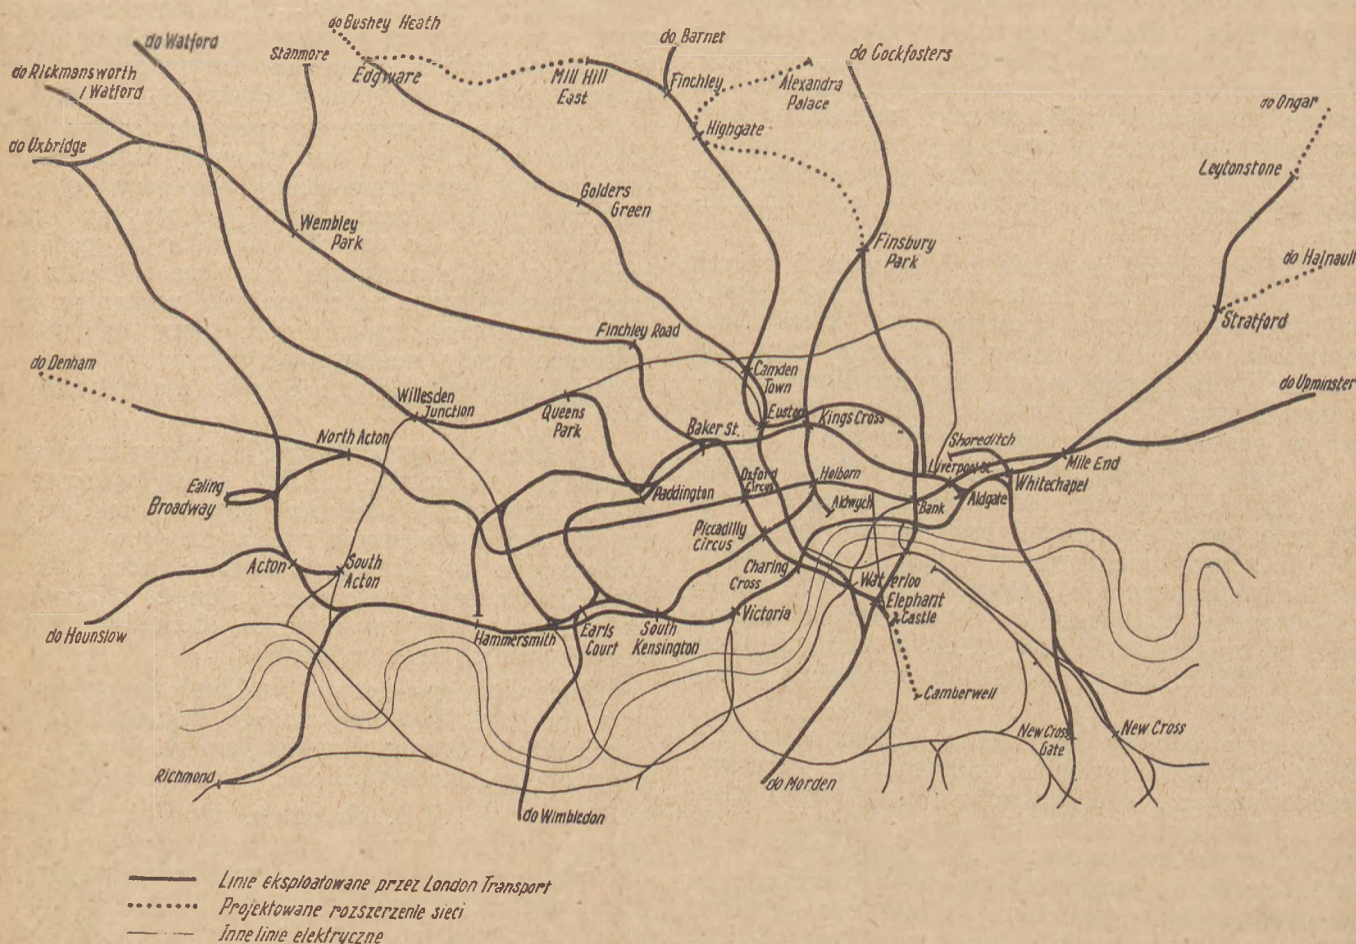 do Bushey Heath
do Watford
Stanmore
do Barnet
do Cockfosters
do Rickmansworth
i Watford
Edgware
Mill Hill
East
Finchley
Alexandra
Palace
do Ongar
Highgate
do Uxbridge
Leytonstone
Golders
Green
Wembley
Park
Finsbury
Park
do Hainault
Stratford
Finchley Road
do Denham
Camden
Town
do Upminster
Willesden
Junction
Queens
Park
Euston
Kings Cross
Baker St.
North Acton
Shoreditch
Liverpool St.
Mile End
Whitechapel
Ealing
Broadway
Paddington
Oxford
Circus
Holborn
Aldwych
Bank
Aldgate
Piccadilly
Circus
Acton
South
Acton
Charing
Cross
Waterloo
Elephant
Castle
do Hounslow
Hammersmith
Earls
Court
South
Kensington
Victoria
Camberwell
New Cross
Gate
New Cross
Richmond
do Morden
do Wimbledon
Linie eksploatowane przez London Transport
Projektowane rozszerzenie sieci
Inne linie elektryczne